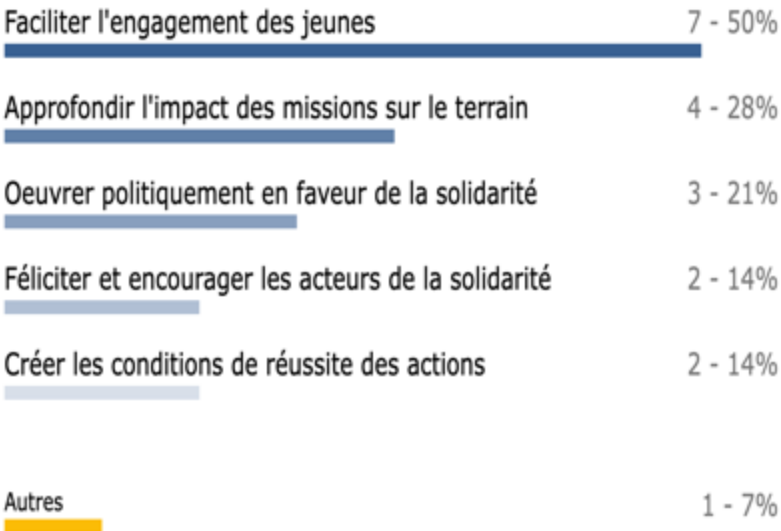 Faciliter l'engagement des jeunes 7 - 50%
Approfondir l'impact des missions sur le terrain 4 - 28%
Oeuvrer politiquement en faveur de la solidarité 3 - 21%
Féliciter et encourager les acteurs de la solidarité 2 - 14%
Créer les conditions de réussite des actions 2 - 14%
Autres 1 - 7%